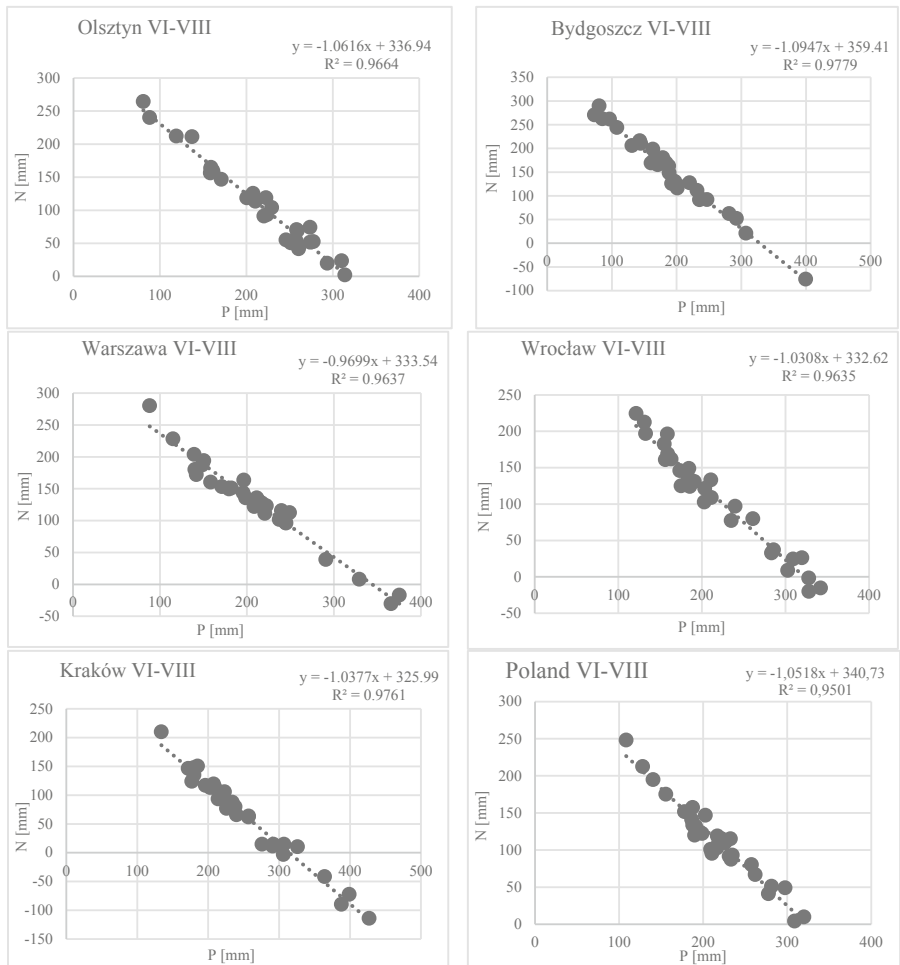 Olsztyn VI-VIII
y = -1.0616x + 336.94
R² = 0.9664
300
250
200
150
100
50
0
N [mm]
0 100 200 300 400
P [mm]
Bydgoszcz VI-VIII
y = -1.0947x + 359.41
R² = 0.9779
350
300
250
200
150
100
50
0
-50
-100
N [mm]
0 100 200 300 400 500
P [mm]
Warszawa VI-VIII
y = -0.9699x + 333.54
R² = 0.9637
300
250
200
150
100
50
0
-50
N [mm]
0 100 200 300 400
P [mm]
Wrocław VI-VIII
y = -1.0308x + 332.62
R² = 0.9635
250
200
150
100
50
0
-50
N [mm]
0 100 200 300 400
P [mm]
Kraków VI-VIII
y = -1.0377x + 325.99
R² = 0.9761
250
200
150
100
50
0
-50
-100
-150
N [mm]
0 100 200 300 400 500
P [mm]
Poland VI-VIII
y = -1,0518x + 340,73
R² = 0,9501
300
250
200
150
100
50
0
N [mm]
0 100 200 300 400
P [mm]